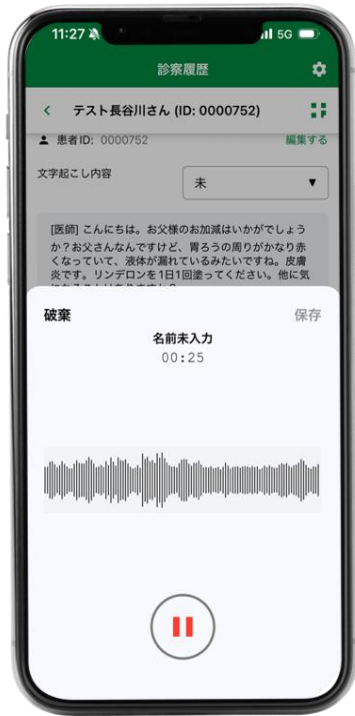 11:27
5G
診察履歴
テスト長谷川さん (ID: 0000752)
患者ID: 0000752 編集する
文字起こし内容
未
[医師] こんにちは。お父様のお加減はいかがでしょう
か？お父さんなんですけど、胃ろうの周りがかなり赤
くなっていて、液体が漏れているみたいですね。皮膚
炎です。リンデロンを1日1回塗ってください。他に気
破棄 保存
名前未入力
00:25